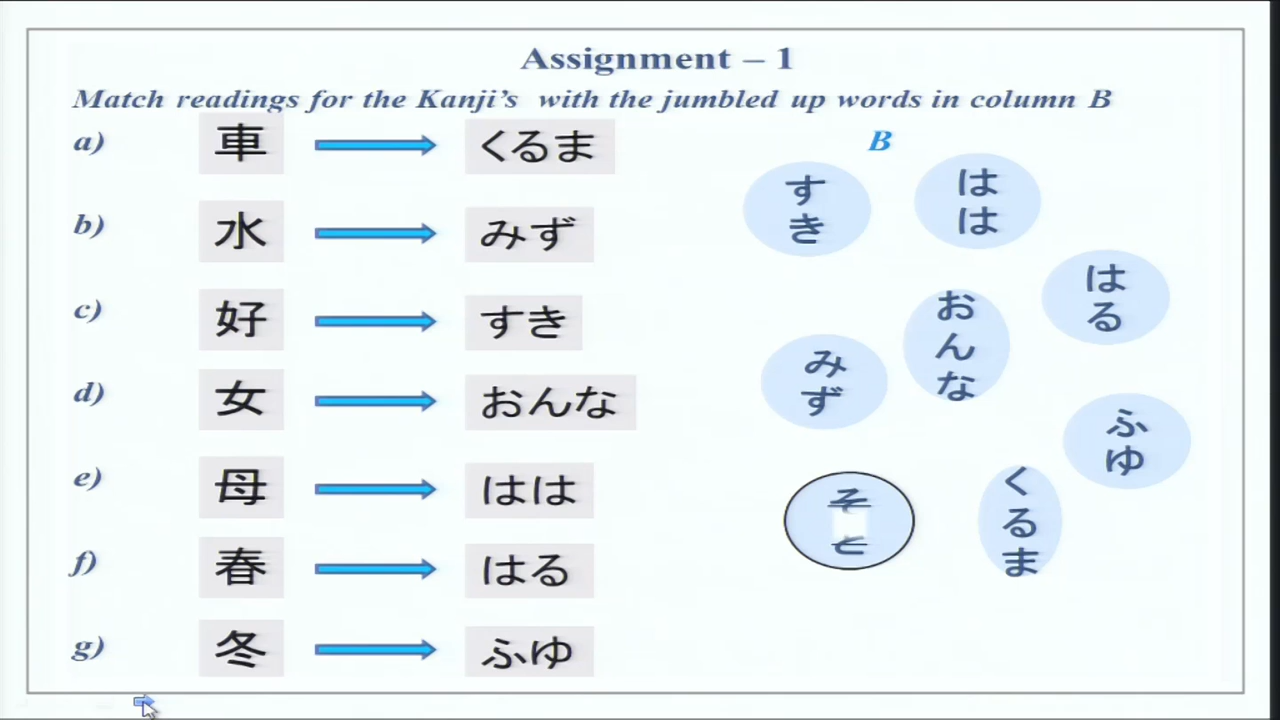 Assignment – 1
Match readings for the Kanji's with the jumbled up words in column B
a) 車 くるま
b) 水 みず
c) 好 すき
d) 女 おんな
e) 母 はは
f) 春 はる
g) 冬 ふゆ
B
すき
はは
はる
おんな
みず
ふゆ
そと
くるま